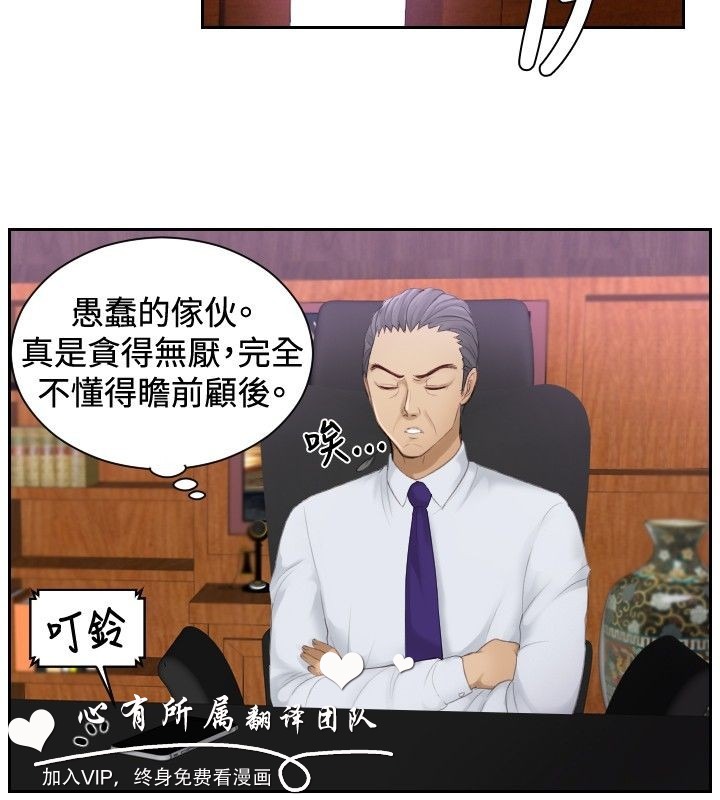 愚蠢的傢伙。
真是貪得無厭，完全
不懂得瞻前顧後。
唉...
叮鈴
心有所属翻译团队
加入VIP，终身免费看漫画